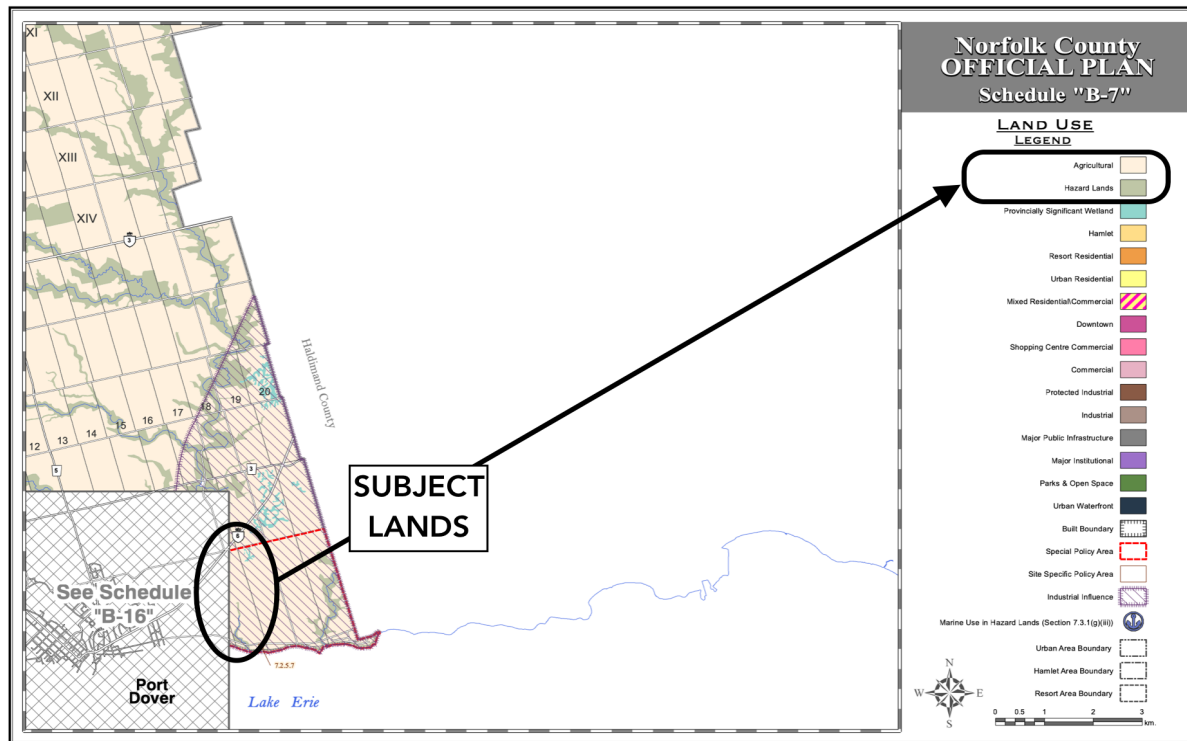 Norfolk County
OFFICIAL PLAN
Schedule "B-7"
LAND USE
LEGEND
Agricultural
Hazard Lands
Provincially Significant Wetland
Hamlet
Resort Residential
Urban Residential
Mixed Residential\Commercial
Downtown
Shopping Centre Commercial
Commercial
Protected Industrial
Industrial
Major Public Infrastructure
Major Institutional
Parks & Open Space
Urban Waterfront
Built Boundary
Special Policy Area
Site Specific Policy Area
Industrial Influence
Marine Use in Hazard Lands (Section 7.3.1(g)(iii))
Urban Area Boundary
Hamlet Area Boundary
Resort Area Boundary
N
W E
S
0 0.5 1 2 3
km.
XI
XII
XIII
XIV
3
Haldimand County
20
19
18
17
16
15
14
13
12
5
3
6
SUBJECT
LANDS
See Schedule
"B-16"
7.2.5.7
Port
Dover
Lake Erie